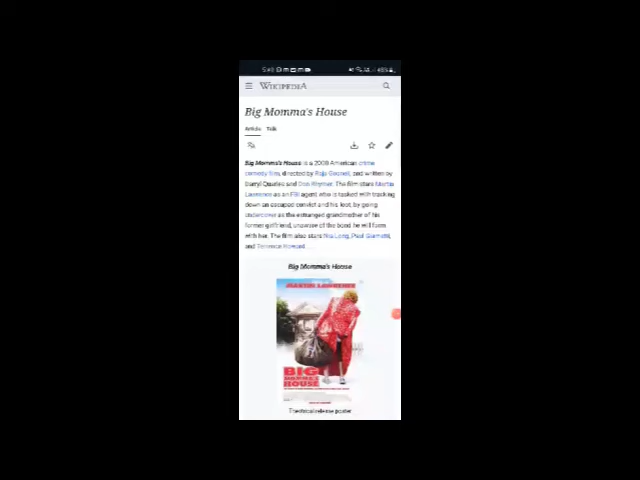 WIKIPEDIA
Big Momma's House
Article Talk
Big Momma's House is a 2000 American crime
comedy film, directed by Raja Gosnell, and written by
Darryl Quarles and Don Rhymer. The film stars Martin
Lawrence as an FBI agent who is tasked with tracking
down an escaped convict and his loot, by going
undercover as the estranged grandmother of his
former girlfriend, unaware of the bond he will form
with her. The film also stars Nia Long, Paul Giamatti,
and Terrence Howard.
Big Momma's House
MARTIN LAWRENCE
BIG
MOMMA'S
HOUSE
Theatrical release poster